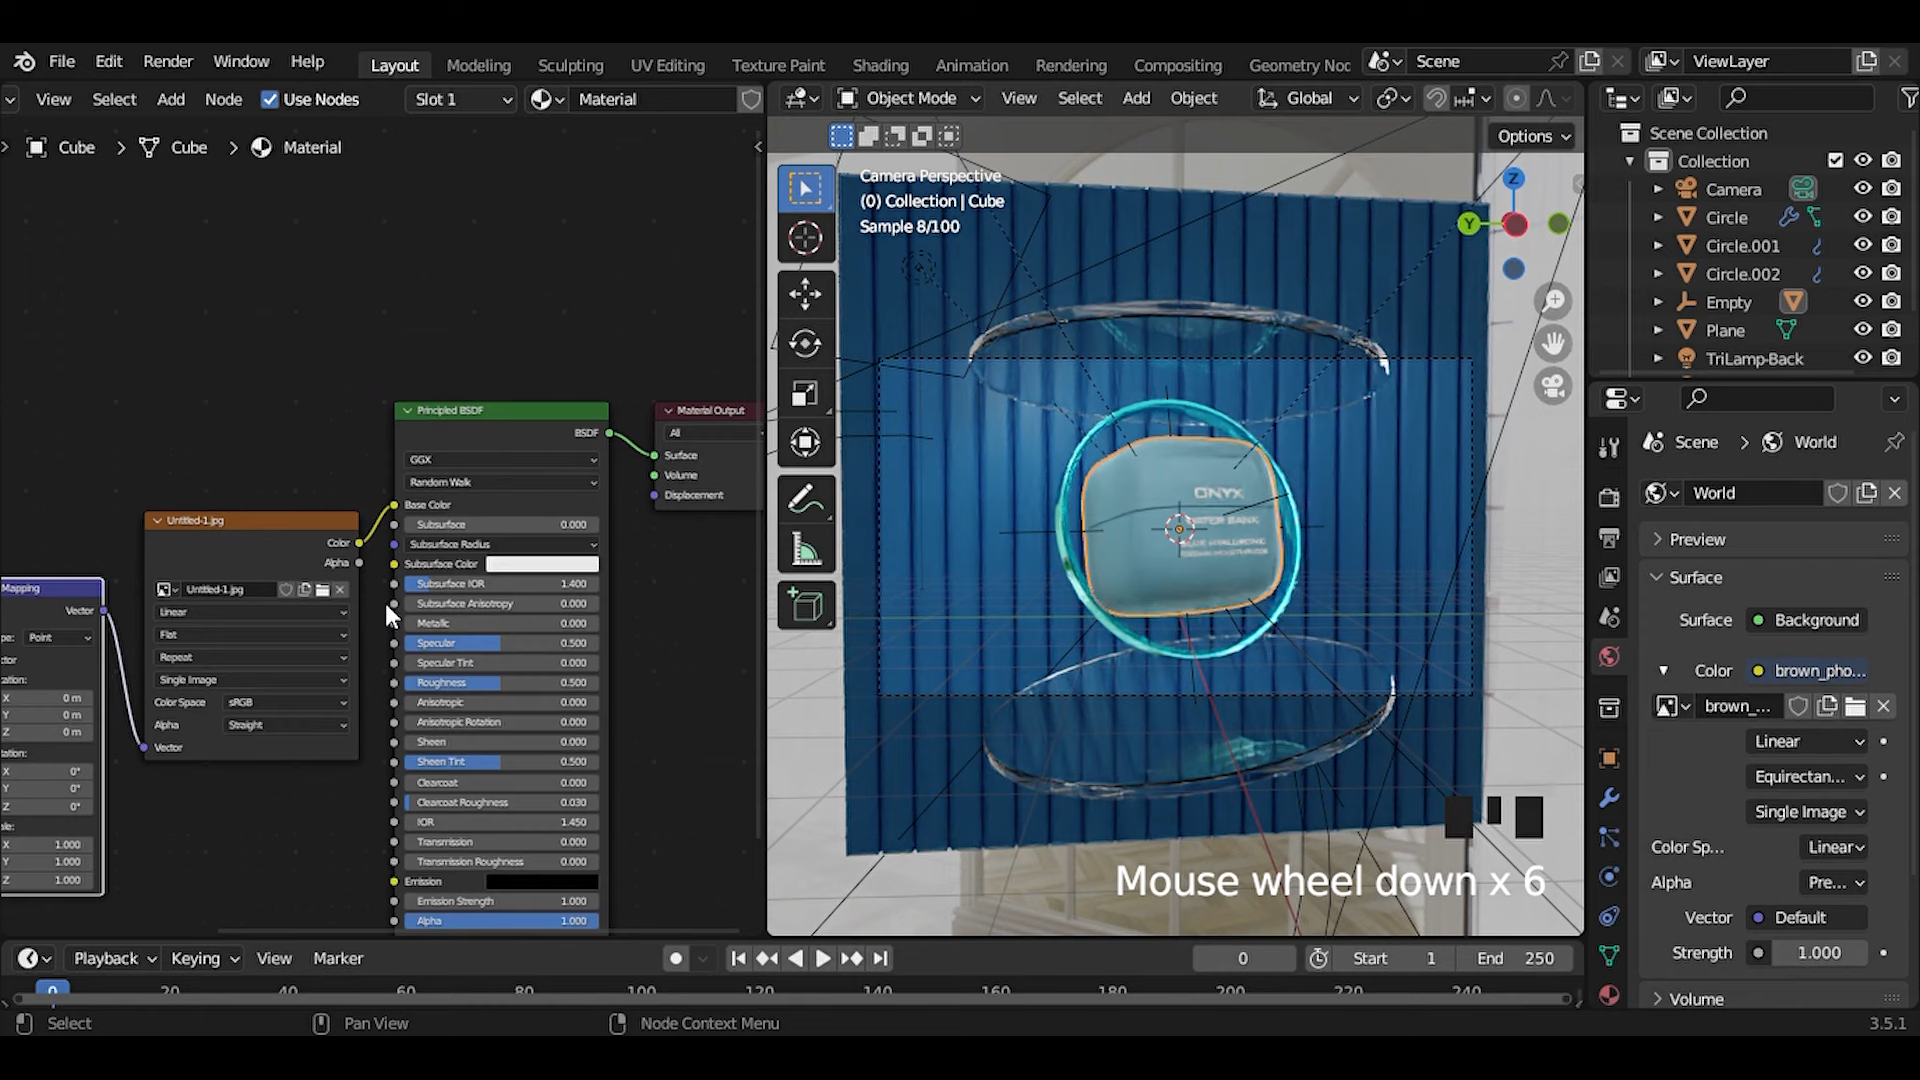 File Edit Render Window Help Layout Modeling Sculpting UV Editing Texture Paint Shading Animation Rendering Compositing Geometry Noc Scene ViewLayer
View Select Add Node Use Nodes Slot 1 Material Object Mode View Select Add Object Global
Cube Cube Material
Options
Camera Perspective
(0) Collection | Cube
Sample 8/100
Z
Y
Scene Collection
Collection
Camera
Circle
Circle.001
Circle.002
Empty
Plane
TriLamp-Back
Principled BSDF
BSDF
GGX
Random Walk
Base Color
Subsurface 0.000
Subsurface Radius
Subsurface Color
Subsurface IOR 1.400
Subsurface Anisotropy 0.000
Metallic 0.000
Specular 0.500
Specular Tint 0.000
Roughness 0.500
Anisotropic 0.000
Anisotropic Rotation 0.000
Sheen 0.000
Sheen Tint 0.500
Clearcoat 0.000
Clearcoat Roughness 0.030
IOR 1.450
Transmission 0.000
Transmission Roughness 0.000
Emission
Emission Strength 1.000
Alpha 1.000
Material Output
All
Surface
Volume
Displacement
Untitled-1.jpg
Color
Alpha
Untitled-1.jpg
Linear
Flat
Repeat
Single Image
Color Space sRGB
Alpha Straight
Vector
Mapping
Vector
pe: Point
ctor
cation:
X 0 m
Y 0 m
Z 0 m
tation:
X 0°
Y 0°
Z 0°
ale:
X 1.000
Y 1.000
Z 1.000
ONYX
Mouse wheel down x 6
Scene World
World
Preview
Surface
Surface Background
Color brown_pho...
brown_...
Linear
Equirectan...
Single Image
Color Sp... Linear
Alpha Pre...
Vector Default
Strength 1.000
Volume
Playback Keying View Marker 0 Start 1 End 250
0 20 40 60 80 100 120 140 160 180 200 220 240
Select Pan View Node Context Menu 3.5.1